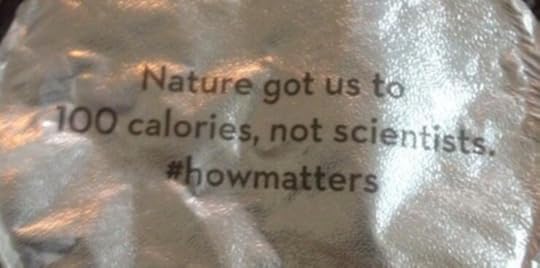 Nature got us to
100 calories, not scientists.
#howmatters